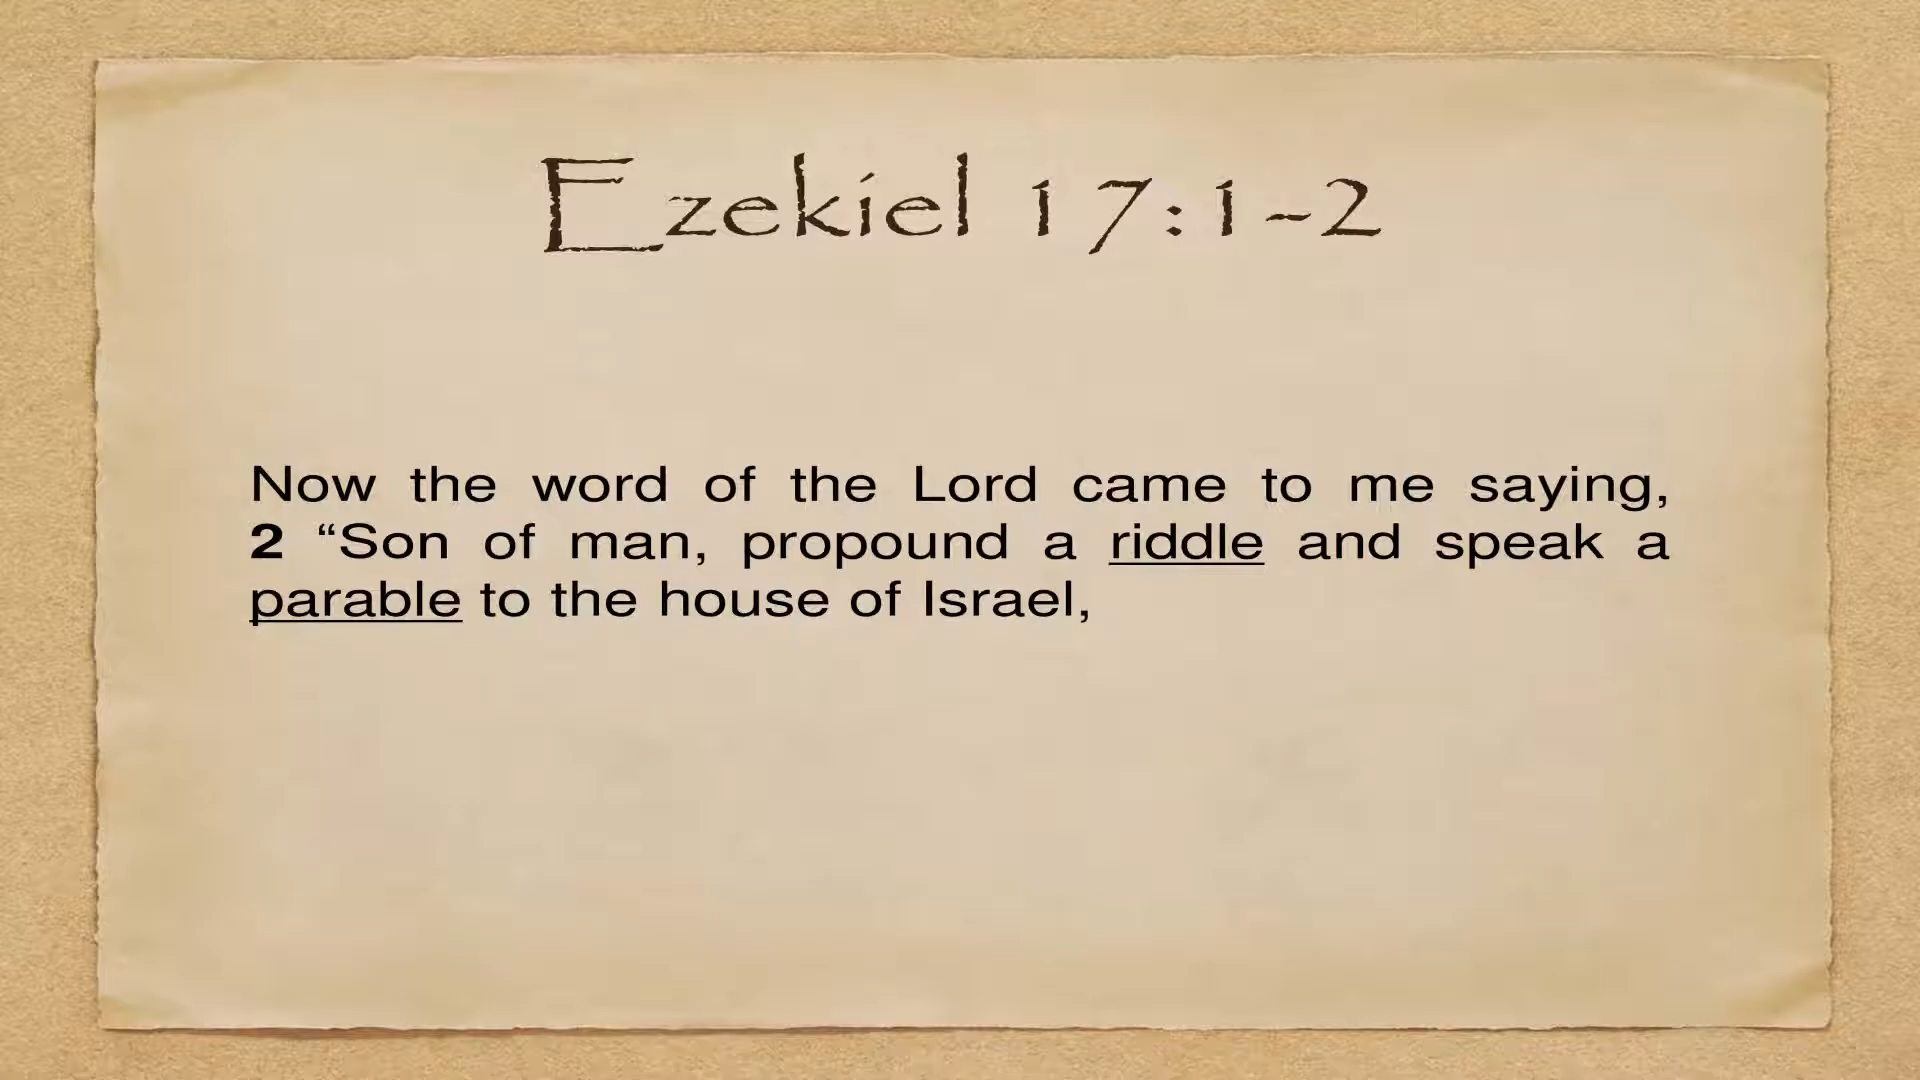 Ezekiel 17:1-2
Now the word of the Lord came to me saying,
2 “Son of man, propound a riddle and speak a
parable to the house of Israel,